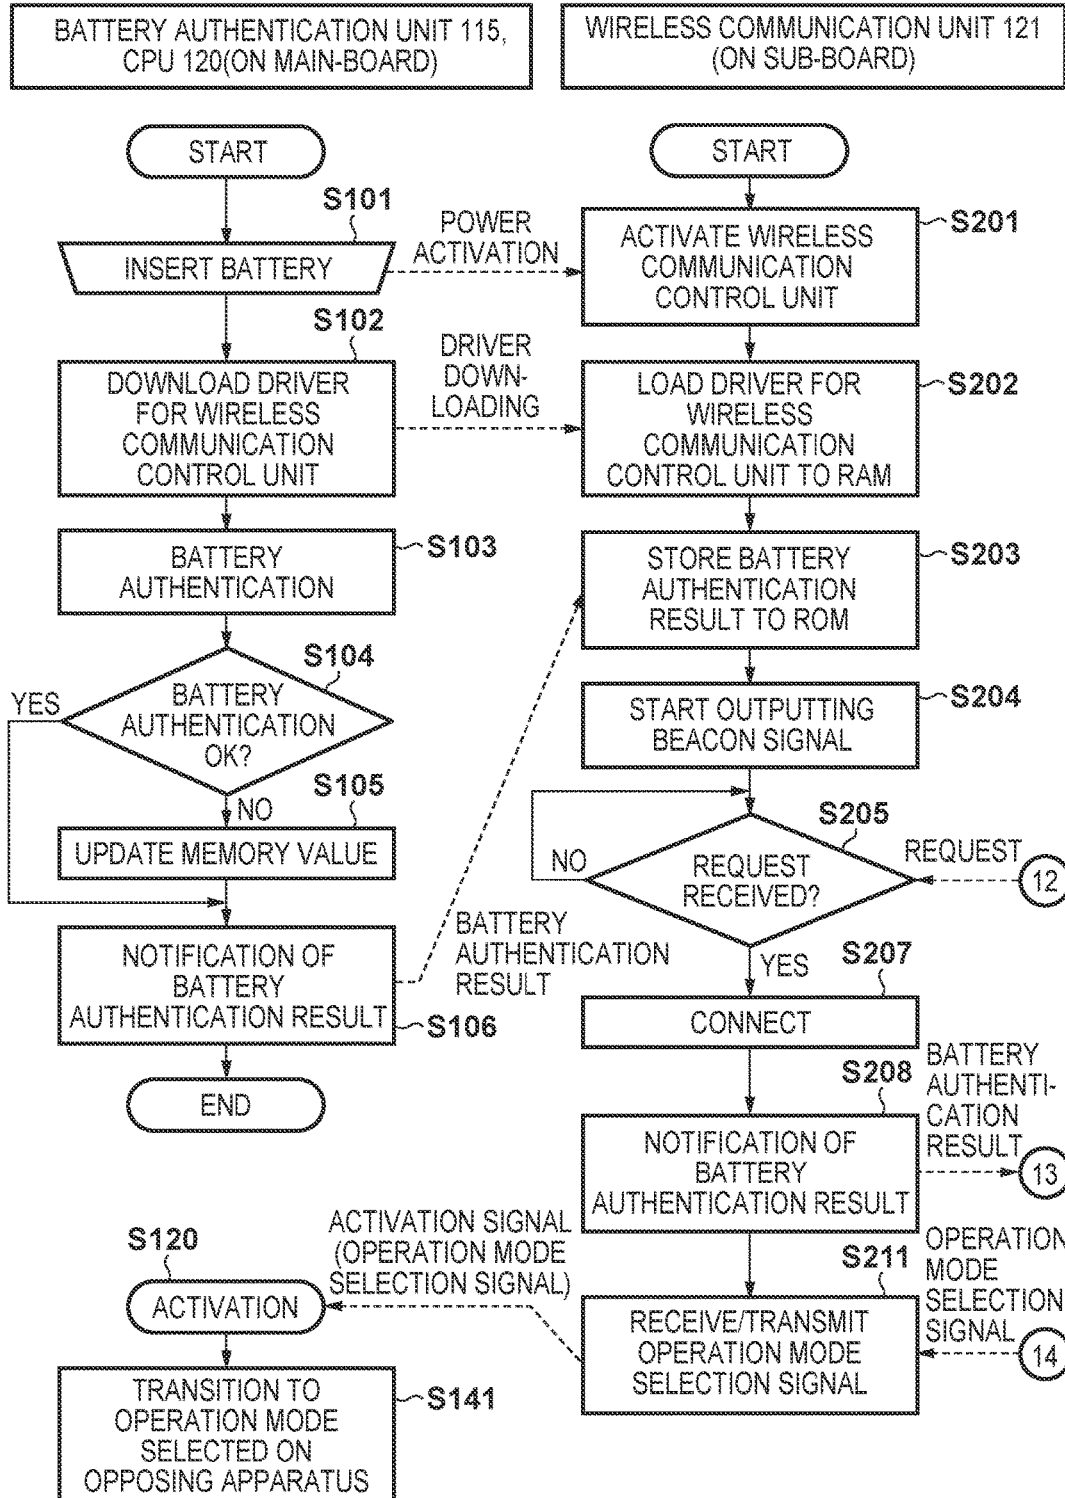 BATTERY AUTHENTICATION UNIT 115,
CPU 120(ON MAIN-BOARD)
START
S101
INSERT BATTERY
POWER
ACTIVATION
S102
DOWNLOAD DRIVER
FOR WIRELESS
COMMUNICATION
CONTROL UNIT
DRIVER
DOWN-
LOADING
BATTERY
AUTHENTICATION
S103
S104
YES
BATTERY
AUTHENTICATION
OK?
S105
NO
UPDATE MEMORY VALUE
NOTIFICATION OF
BATTERY
AUTHENTICATION RESULT
S106
BATTERY
AUTHENTICATION
RESULT
END
WIRELESS COMMUNICATION UNIT 121
(ON SUB-BOARD)
START
S201
ACTIVATE WIRELESS
COMMUNICATION
CONTROL UNIT
S202
LOAD DRIVER FOR
WIRELESS
COMMUNICATION
CONTROL UNIT TO RAM
S203
STORE BATTERY
AUTHENTICATION
RESULT TO ROM
S204
START OUTPUTTING
BEACON SIGNAL
S205
NO
REQUEST
RECEIVED?
REQUEST
12
YES
S207
CONNECT
S208
NOTIFICATION OF
BATTERY
AUTHENTICATION RESULT
BATTERY
AUTHENTI-
CATION
RESULT
13
S211
RECEIVE/TRANSMIT
OPERATION MODE
SELECTION SIGNAL
OPERATION
MODE
SELECTION
SIGNAL
14
ACTIVATION SIGNAL
(OPERATION MODE
SELECTION SIGNAL)
S120
ACTIVATION
TRANSITION TO
OPERATION MODE
SELECTED ON
OPPOSING APPARATUS
S141